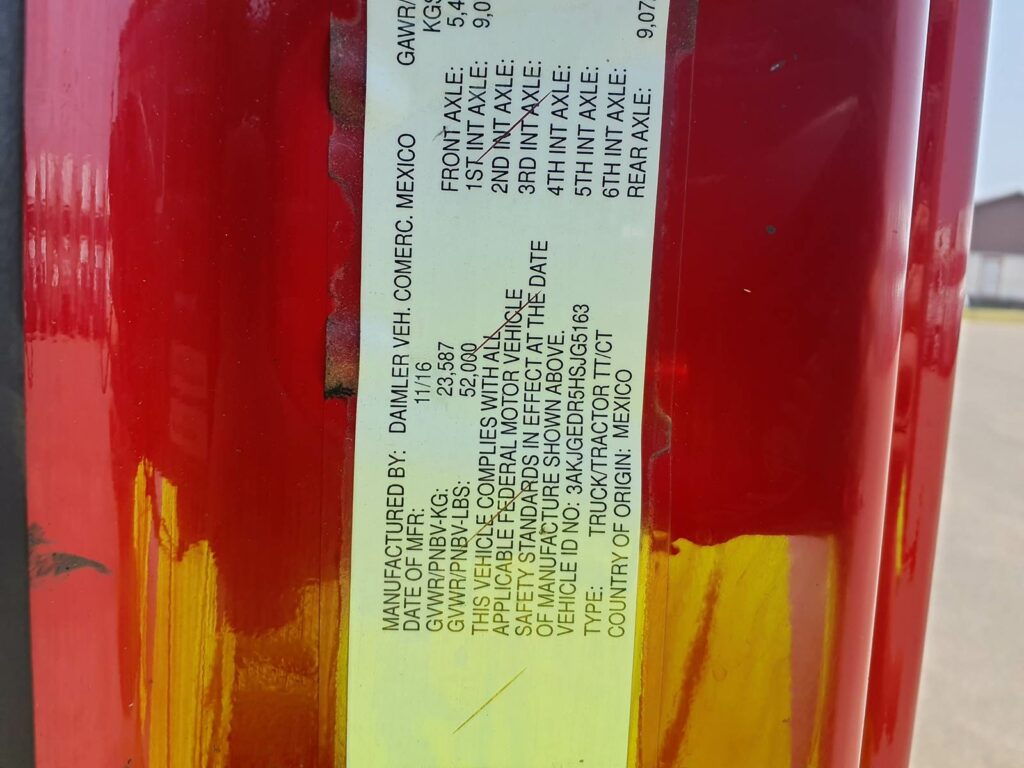 MANUFACTURED BY: DAIMLER VEH. COMERC. MEXICO
DATE OF MFR: 11/16
GVWR/PNBV-KG: 23,587
GVWR/PNBV-LBS: 52,000
THIS VEHICLE COMPLIES WITH ALL
APPLICABLE FEDERAL MOTOR VEHICLE
SAFETY STANDARDS IN EFFECT AT THE DATE
OF MANUFACTURE SHOWN ABOVE.
VEHICLE ID NO: 3AKJGEDR5HSJG5163
TYPE: TRUCK/TRACTOR TT/CT
COUNTRY OF ORIGIN: MEXICO
GAWR/
KGS
FRONT AXLE: 5,4
1ST INT AXLE: 9,0
2ND INT AXLE:
3RD INT AXLE:
4TH INT AXLE:
5TH INT AXLE:
6TH INT AXLE:
REAR AXLE: 9,07